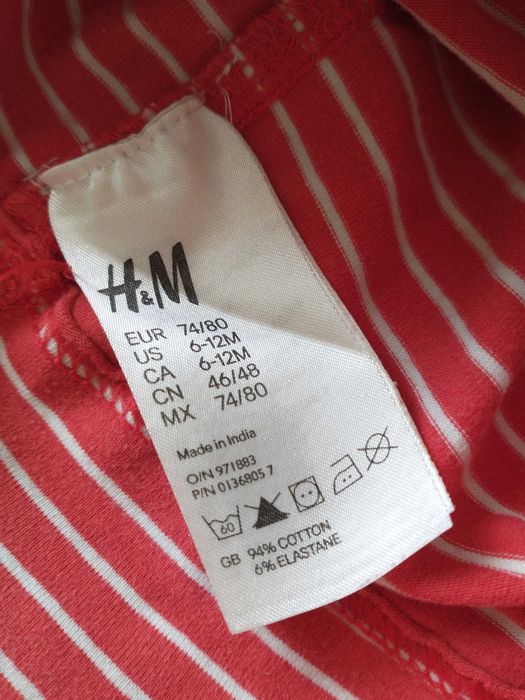 H&M
EUR 74/80
US 6-12M
CA 6-12M
CN 46/48
MX 74/80
Made in India
O/N 971883
P/N 0136805 7
60
GB 94% COTTON
6% ELASTANE